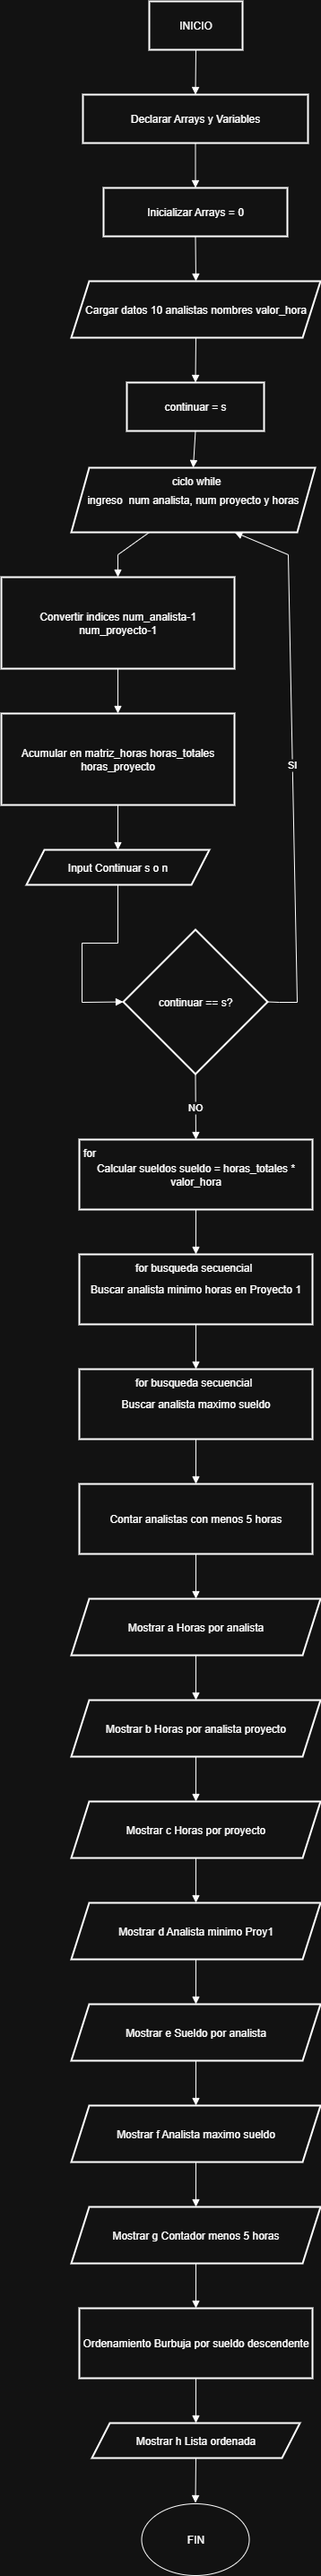 INICIO
Declarar Arrays y Variables
Inicializar Arrays = 0
Cargar datos 10 analistas nombres valor_hora
continuar = s
ciclo while
ingreso  num analista, num proyecto y horas
Convertir indices num_analista-1
num_proyecto-1
Acumular en matriz_horas horas_totales
horas_proyecto
SI
Input Continuar s o n
continuar == s?
NO
for
Calcular sueldos sueldo = horas_totales *
valor_hora
for busqueda secuencial
Buscar analista minimo horas en Proyecto 1
for busqueda secuencial
Buscar analista maximo sueldo
Contar analistas con menos 5 horas
Mostrar a Horas por analista
Mostrar b Horas por analista proyecto
Mostrar c Horas por proyecto
Mostrar d Analista minimo Proy1
Mostrar e Sueldo por analista
Mostrar f Analista maximo sueldo
Mostrar g Contador menos 5 horas
Ordenamiento Burbuja por sueldo descendente
Mostrar h Lista ordenada
FIN